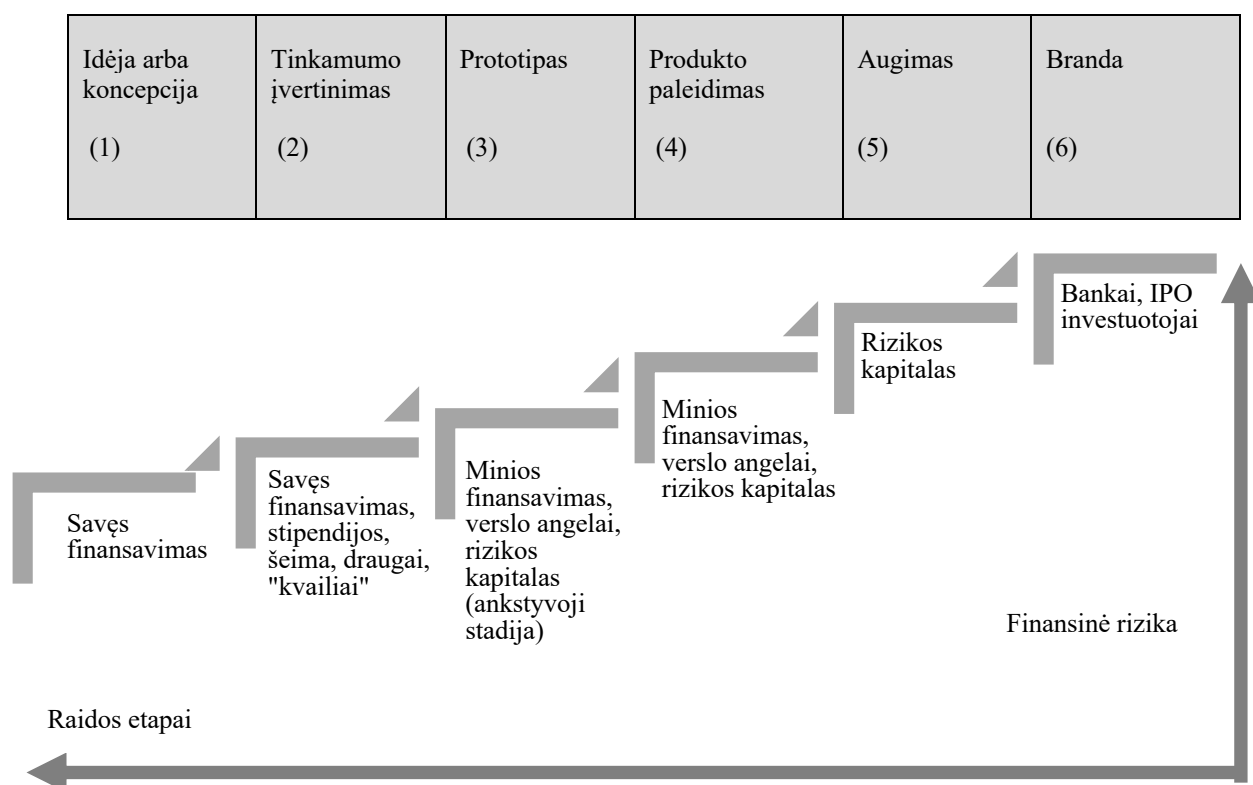 Idėja arba
koncepcija
(1)
Tinkamumo
įvertinimas
(2)
Prototipas
(3)
Produkto
paleidimas
(4)
Augimas
(5)
Branda
(6)
Savęs
finansavimas
Savęs
finansavimas,
stipendijos,
šeima, draugai,
"kvailiai"
Minios
finansavimas,
verslo angelai,
rizikos
kapitalas
(ankstyvoji
stadija)
Minios
finansavimas,
verslo angelai,
rizikos kapitalas
Rizikos
kapitalas
Bankai, IPO
investuotojai
Finansinė rizika
Raidos etapai